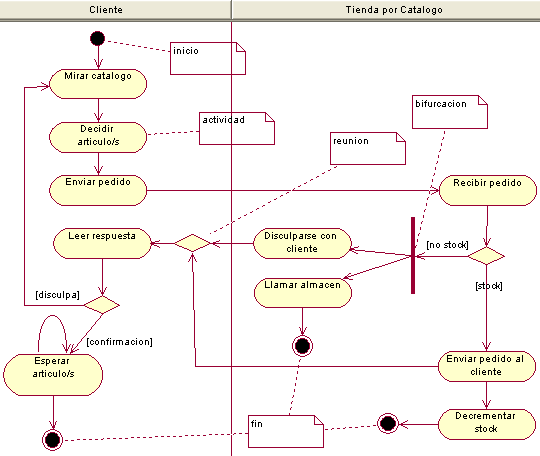 Cliente
Tienda por Catalogo
inicio
Mirar catalogo
bifurcacion
actividad
Decidir
articulo/s
reunion
Enviar pedido
Recibir pedido
Leer respuesta
Disculparse con
cliente
[no stock]
[stock]
Llamar almacen
[disculpa]
[confirmacion]
Esperar
articulo/s
Enviar pedido al
cliente
Decrementar
stock
fin